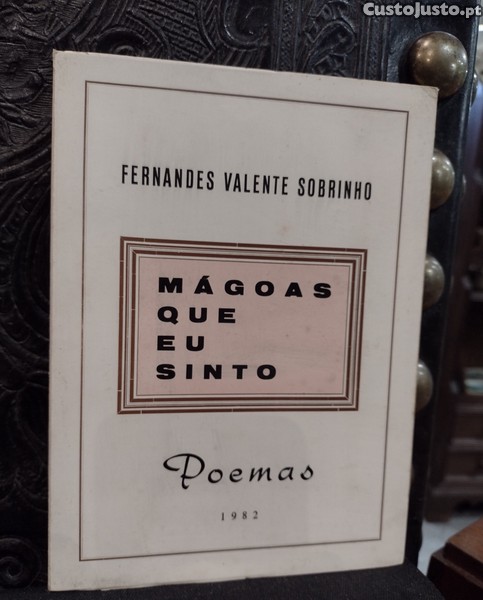 CustoJusto.pt
FERNANDES VALENTE SOBRINHO
MÁGOAS
QUE
EU
SINTO
Poemas
1982